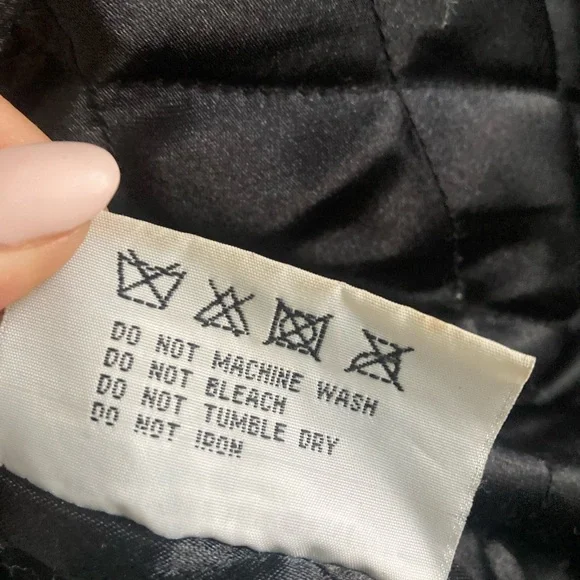 DO NOT MACHINE WASH
DO NOT BLEACH
DO NOT TUMBLE DRY
DO NOT IRON